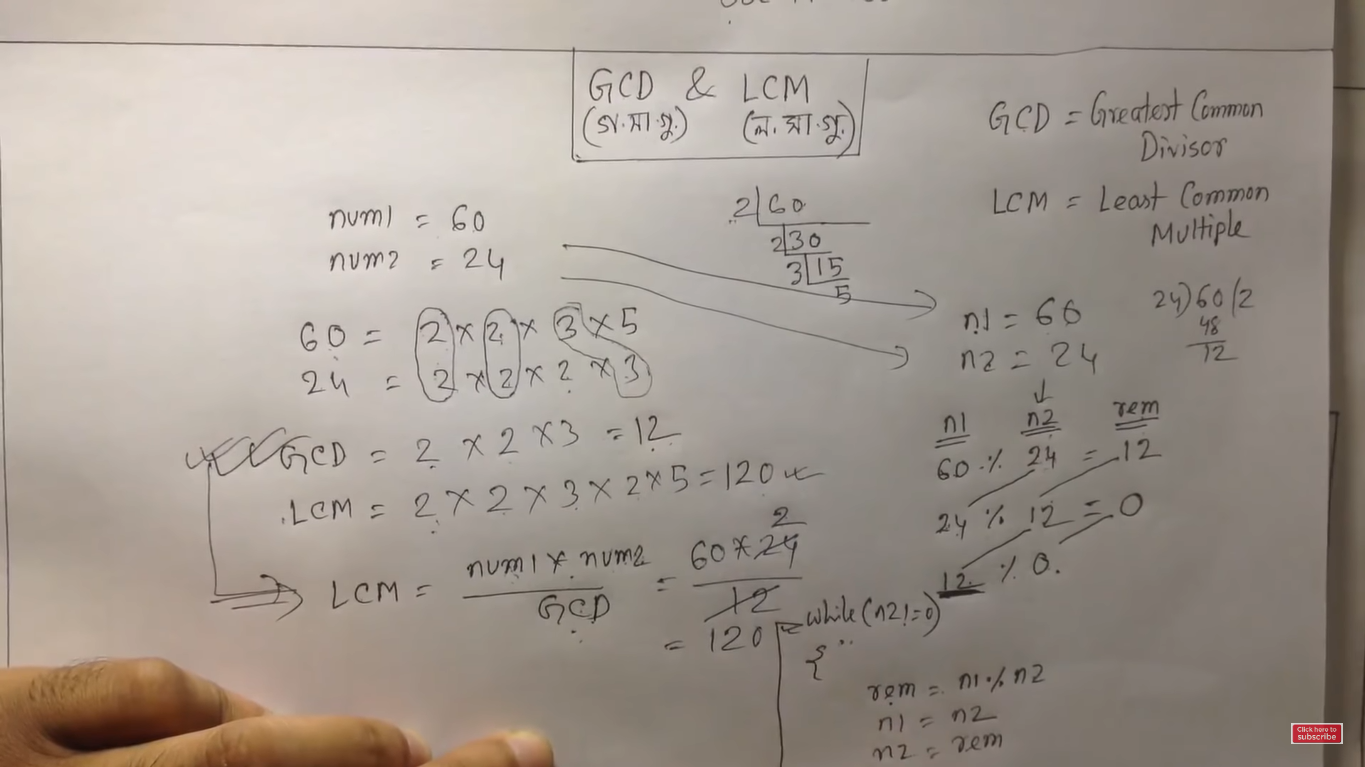 GCD & LCM
(গ.সা.গু.) (ল.সা.গু.)
GCD = Greatest Common
Divisor
LCM = Least Common
Multiple
num1 = 60
num2 = 24
2 60
2 30
3 15
5
60 = 2 × 2 × 3 × 5
24 = 2 × 2 × 2 × 3
GCD = 2 × 2 × 3 = 12
LCM = 2 × 2 × 3 × 2 × 5 = 120
LCM = num1 * num2 / GCD = 60 * 24 / 12
2
= 120
n1 = 60
n2 = 24
24)60(2
48
12
n1 n2 rem
60 % 24 = 12
24 % 12 = 0
12 % 0.
while (n2!=0)
{
rem = n1 % n2
n1 = n2
n2 = rem
Click here to
subscribe